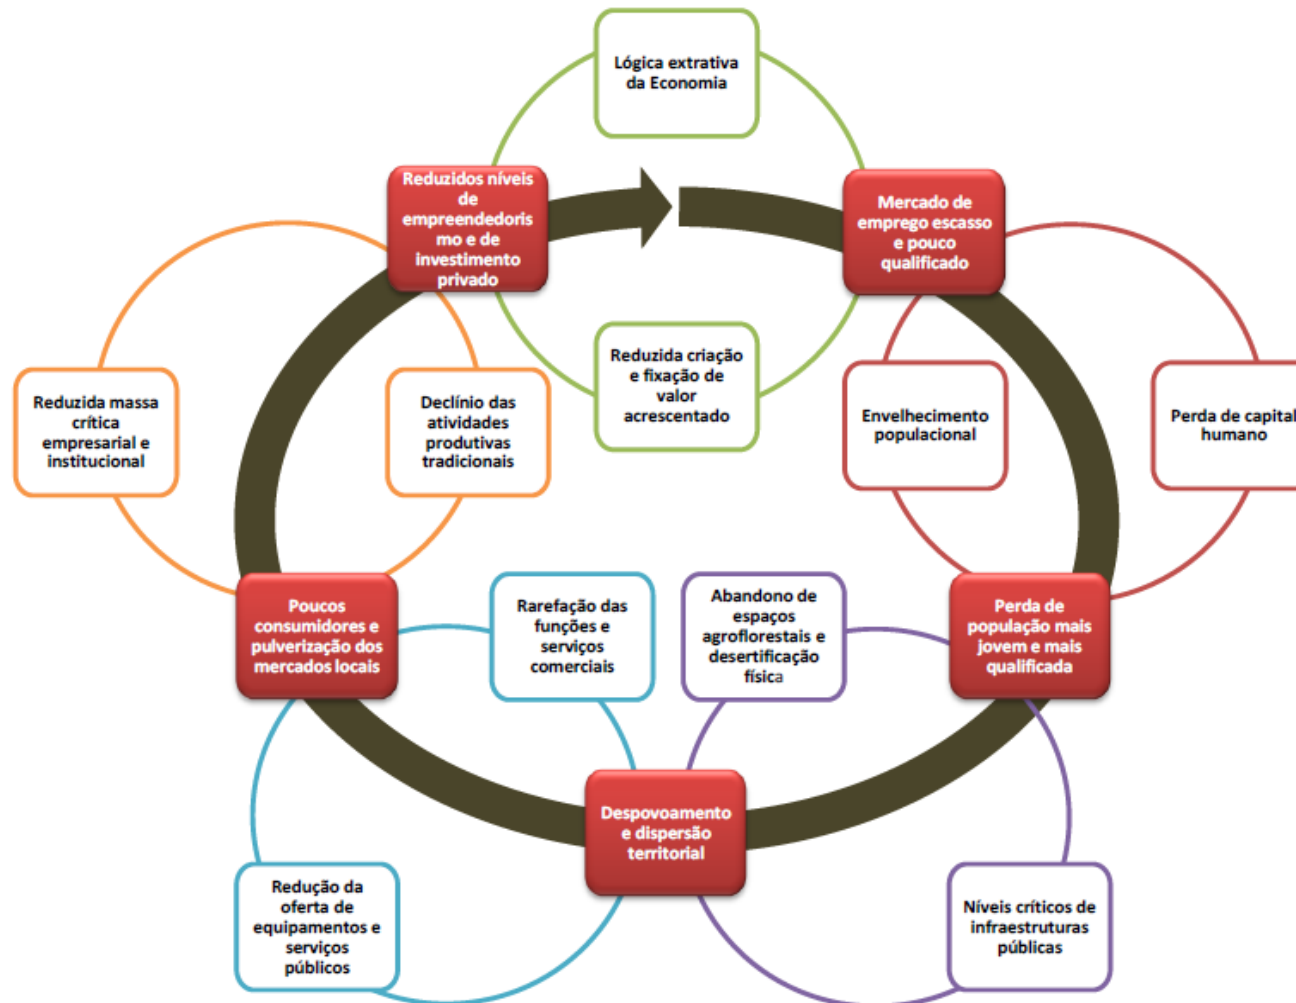 Lógica extrativa
da Economia
Reduzidos níveis
de
empreendedoris
mo e de
investimento
privado
Mercado de
emprego escasso
e pouco
qualificado
Reduzida criação
e fixação de
valor
acrescentado
Reduzida massa
crítica
empresarial e
institucional
Declínio das
atividades
produtivas
tradicionais
Envelhecimento
populacional
Perda de capital
humano
Poucos
consumidores e
pulverização dos
mercados locais
Rarefação das
funções e
serviços
comerciais
Abandono de
espaços
agroflorestais e
desertificação
física
Perda de
população mais
jovem e mais
qualificada
Despovoamento
e dispersão
territorial
Redução da
oferta de
equipamentos e
serviços
públicos
Níveis críticos de
infraestruturas
públicas